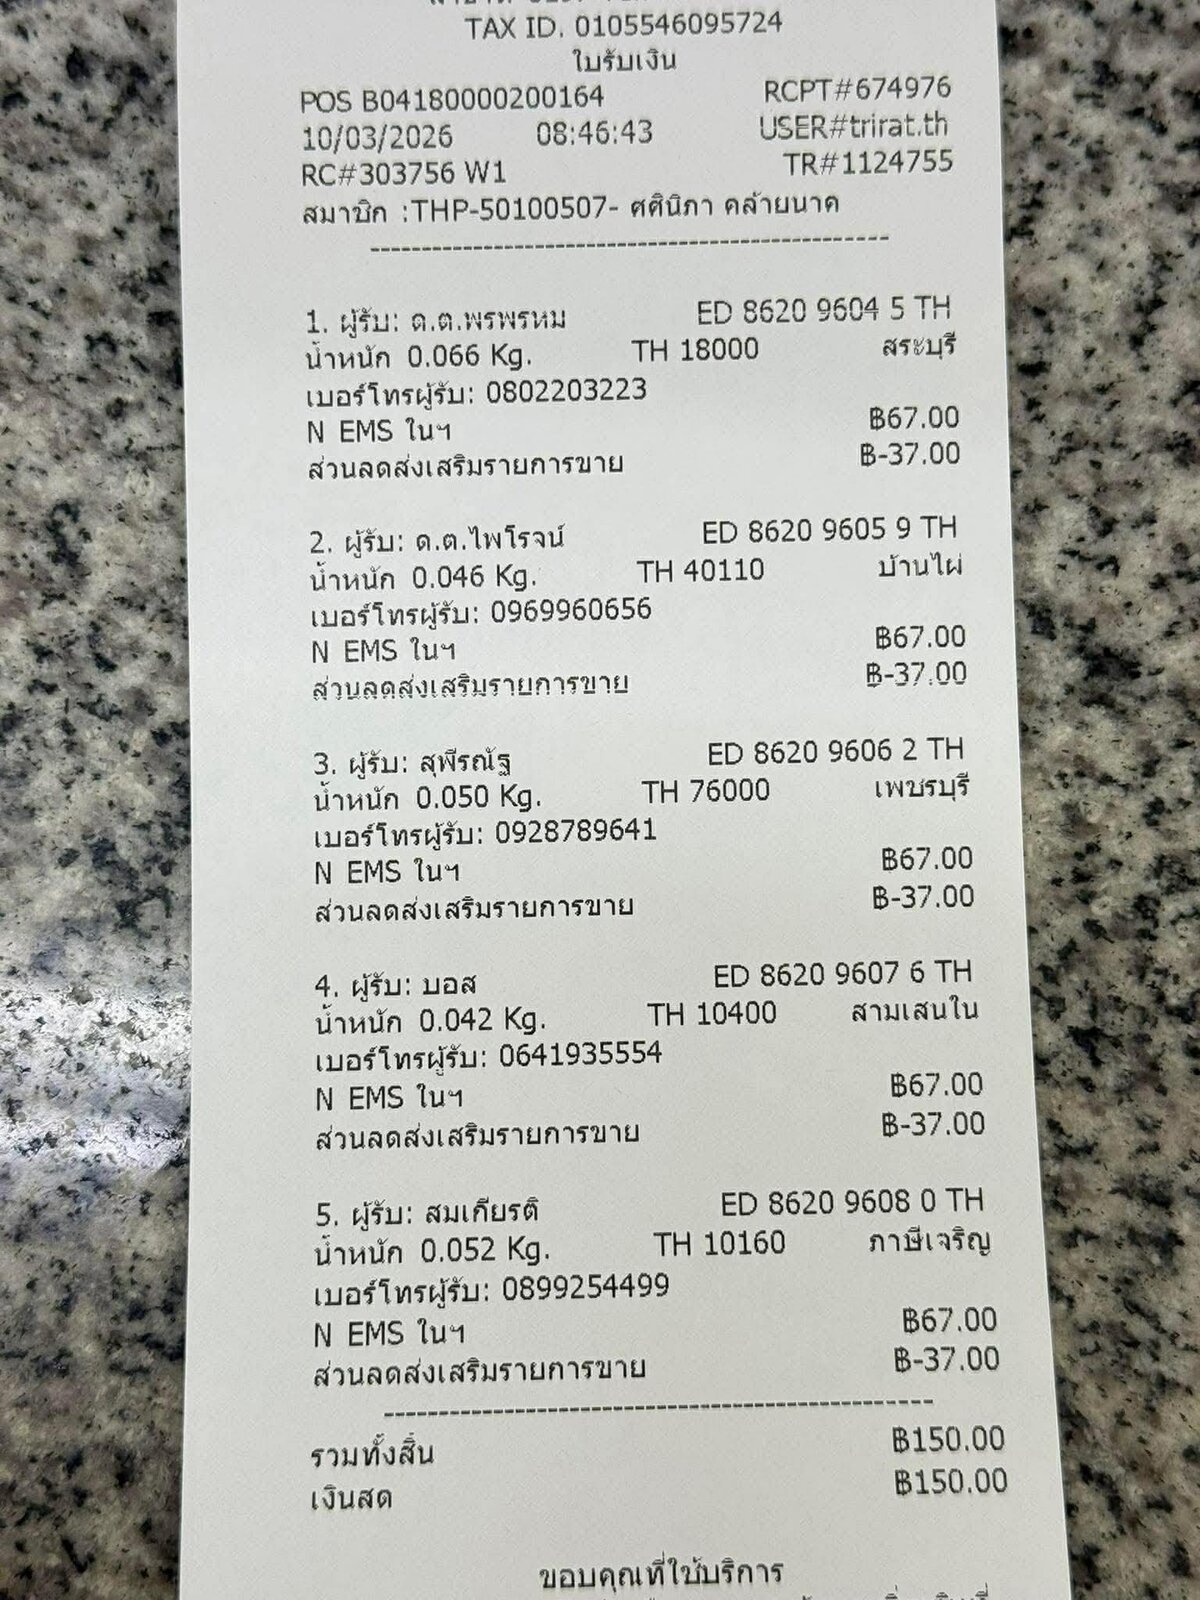 TAX ID. 0105546095724
ใบรับเงิน
POS B04180000200164 RCPT#674976
10/03/2026 08:46:43 USER#trirat.th
RC#303756 W1 TR#1124755
สมาชิก :THP-50100507- ศศินิภา คล้ายนาค
----------------------------------------------------
1. ผู้รับ: ด.ต.พรพรหม ED 8620 9604 5 TH
น้ำหนัก 0.066 Kg. TH 18000 สระบุรี
เบอร์โทรผู้รับ: 0802203223
N EMS ในฯ ฿67.00
ส่วนลดส่งเสริมรายการขาย ฿-37.00
2. ผู้รับ: ด.ต.ไพโรจน์ ED 8620 9605 9 TH
น้ำหนัก 0.046 Kg. TH 40110 บ้านไผ่
เบอร์โทรผู้รับ: 0969960656
N EMS ในฯ ฿67.00
ส่วนลดส่งเสริมรายการขาย ฿-37.00
3. ผู้รับ: สุพีรณัฐ ED 8620 9606 2 TH
น้ำหนัก 0.050 Kg. TH 76000 เพชรบุรี
เบอร์โทรผู้รับ: 0928789641
N EMS ในฯ ฿67.00
ส่วนลดส่งเสริมรายการขาย ฿-37.00
4. ผู้รับ: บอส ED 8620 9607 6 TH
น้ำหนัก 0.042 Kg. TH 10400 สามเสนใน
เบอร์โทรผู้รับ: 0641935554
N EMS ในฯ ฿67.00
ส่วนลดส่งเสริมรายการขาย ฿-37.00
5. ผู้รับ: สมเกียรติ ED 8620 9608 0 TH
น้ำหนัก 0.052 Kg. TH 10160 ภาษีเจริญ
เบอร์โทรผู้รับ: 0899254499
N EMS ในฯ ฿67.00
ส่วนลดส่งเสริมรายการขาย ฿-37.00
----------------------------------------------------
รวมทั้งสิ้น ฿150.00
เงินสด ฿150.00
ขอบคุณที่ใช้บริการ